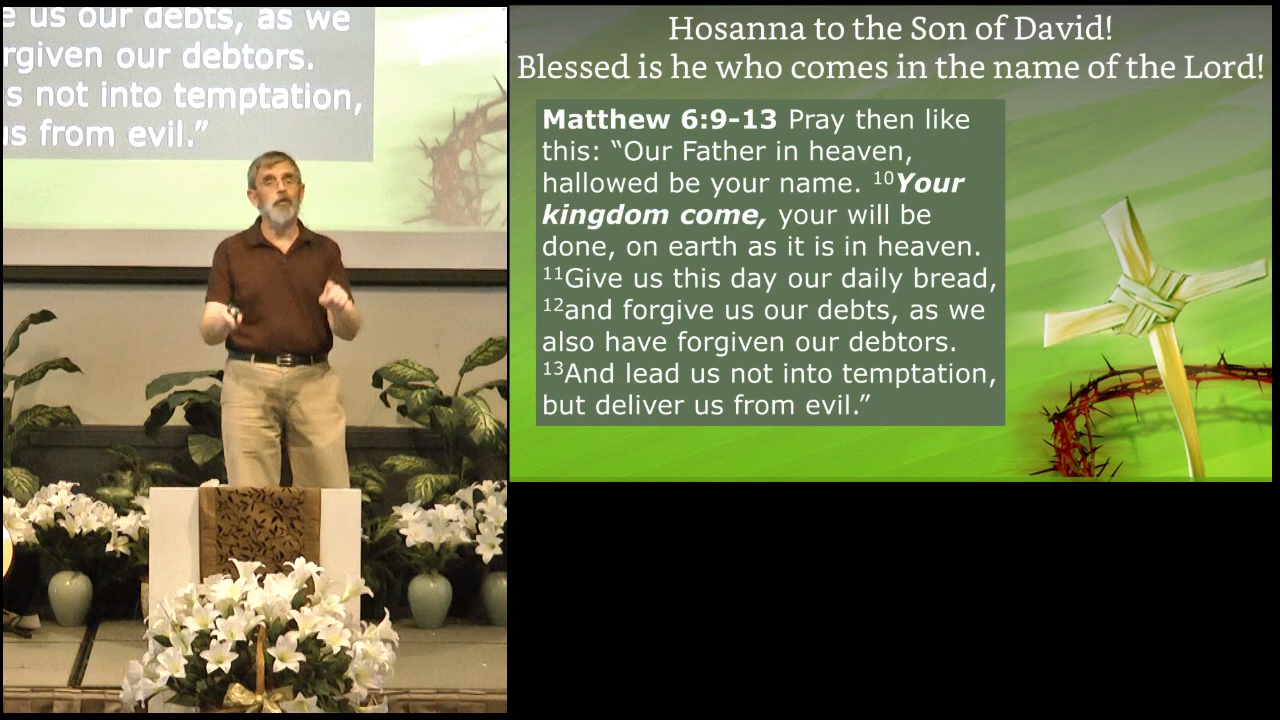 e us our debts, as we
rgiven our debtors.
s not into temptation,
us from evil.”
Hosanna to the Son of David!
Blessed is he who comes in the name of the Lord!
Matthew 6:9-13 Pray then like
this: “Our Father in heaven,
hallowed be your name. ¹⁰Your
kingdom come, your will be
done, on earth as it is in heaven.
¹¹Give us this day our daily bread,
¹²and forgive us our debts, as we
also have forgiven our debtors.
¹³And lead us not into temptation,
but deliver us from evil.”